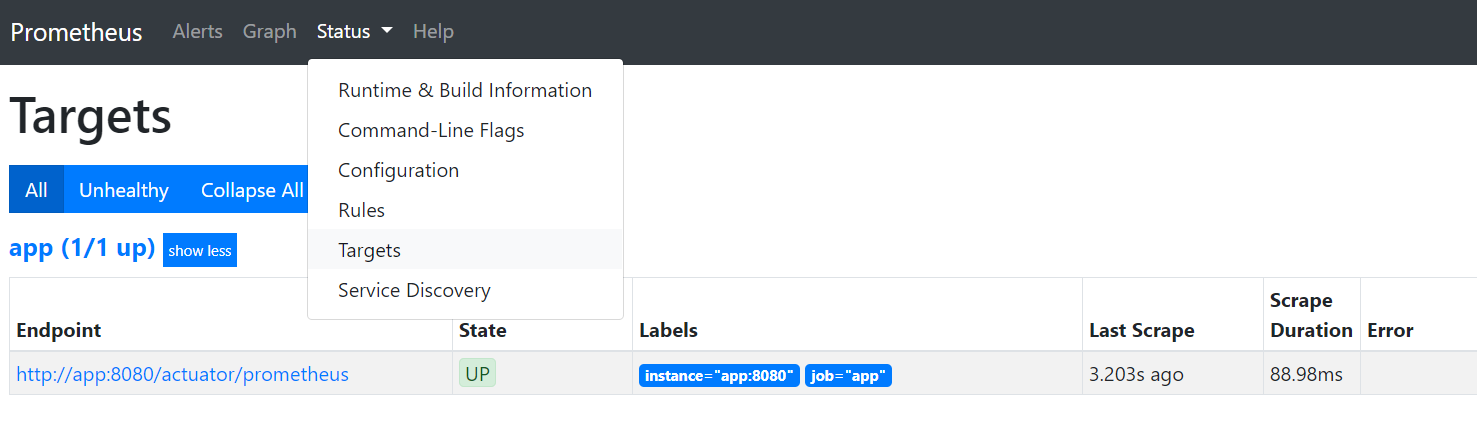 Prometheus Alerts Graph Status Help
Runtime & Build Information
Command-Line Flags
Configuration
Rules
Targets
Service Discovery
Targets
All Unhealthy Collapse All
app (1/1 up) show less
Endpoint State Labels Last Scrape Scrape Duration Error
http://app:8080/actuator/prometheus UP instance="app:8080" job="app" 3.203s ago 88.98ms